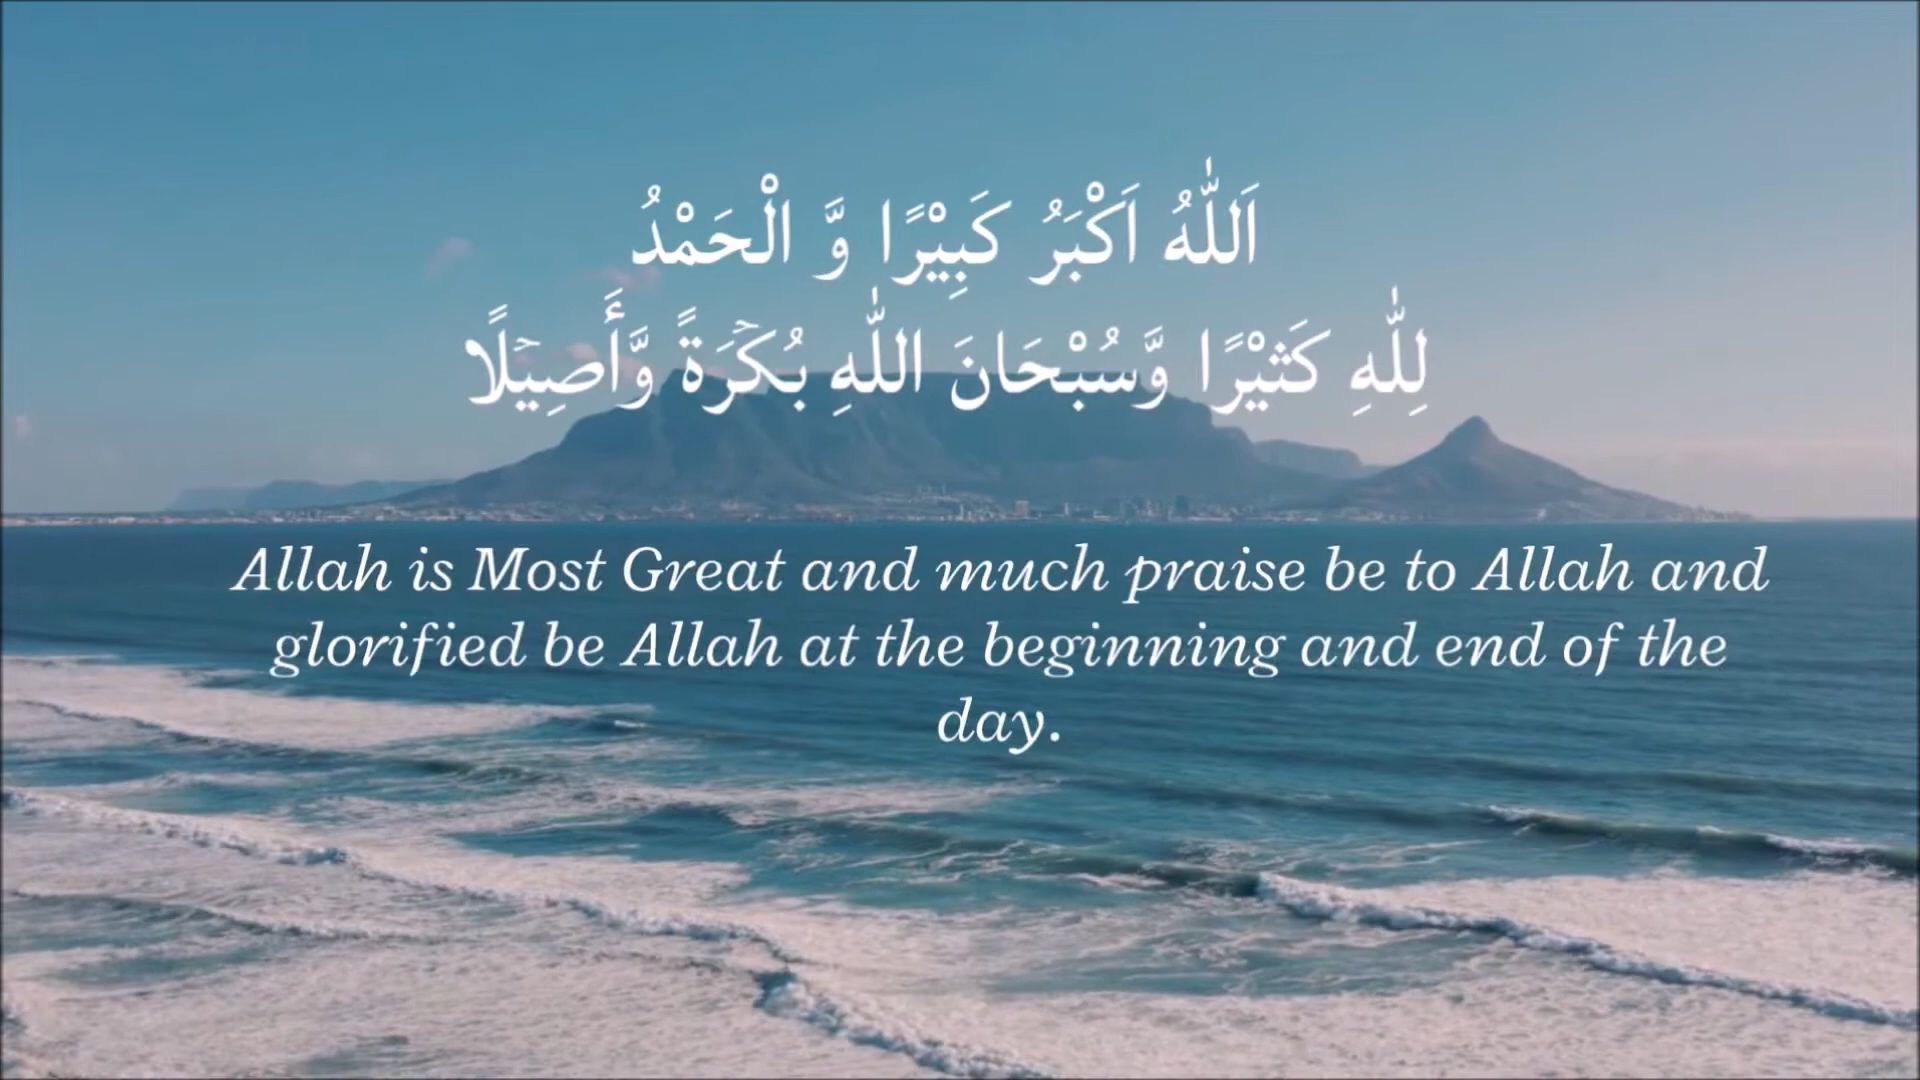 اَللّٰهُ اَكْبَرُ كَبِيْرًا وَّ الْحَمْدُ
لِلّٰهِ كَثيْرًا وَّسُبْحَانَ اللّٰهِ بُكۡرَةً وَّأَصِيۡلًا
Allah is Most Great and much praise be to Allah and
glorified be Allah at the beginning and end of the
day.